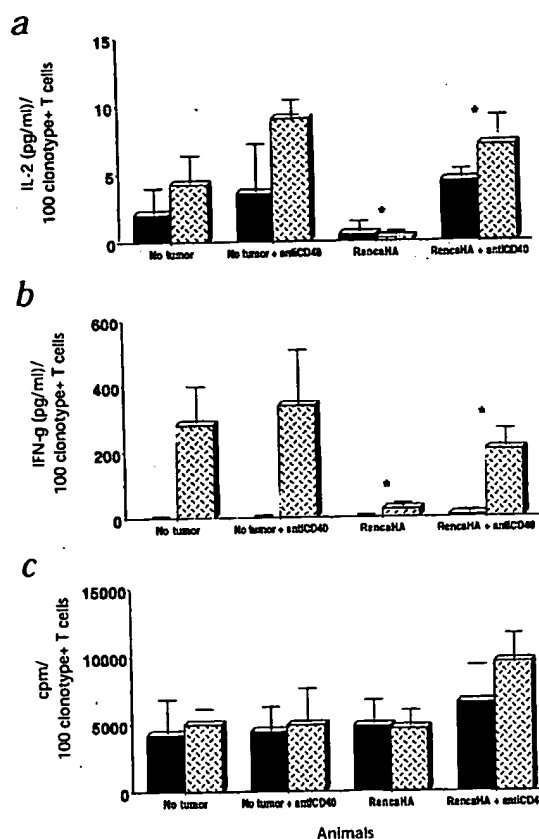 a
15
10
5
0
IL-2 (pg/ml)/
100 clonotype+ T cells
*
*
No tumor
No tumor + antiCD40
RencaHA
RencaHA + antiCD40
b
600
400
200
0
IFN-g (pg/ml)/
100 clonotype+ T cells
*
*
No tumor
No tumor + antiCD40
RencaHA
RencaHA + antiCD40
c
15000
10000
5000
0
cpm/
100 clonotype+ T cells
No tumor
No tumor + antiCD40
RencaHA
RencaHA + antiCD4
Animals